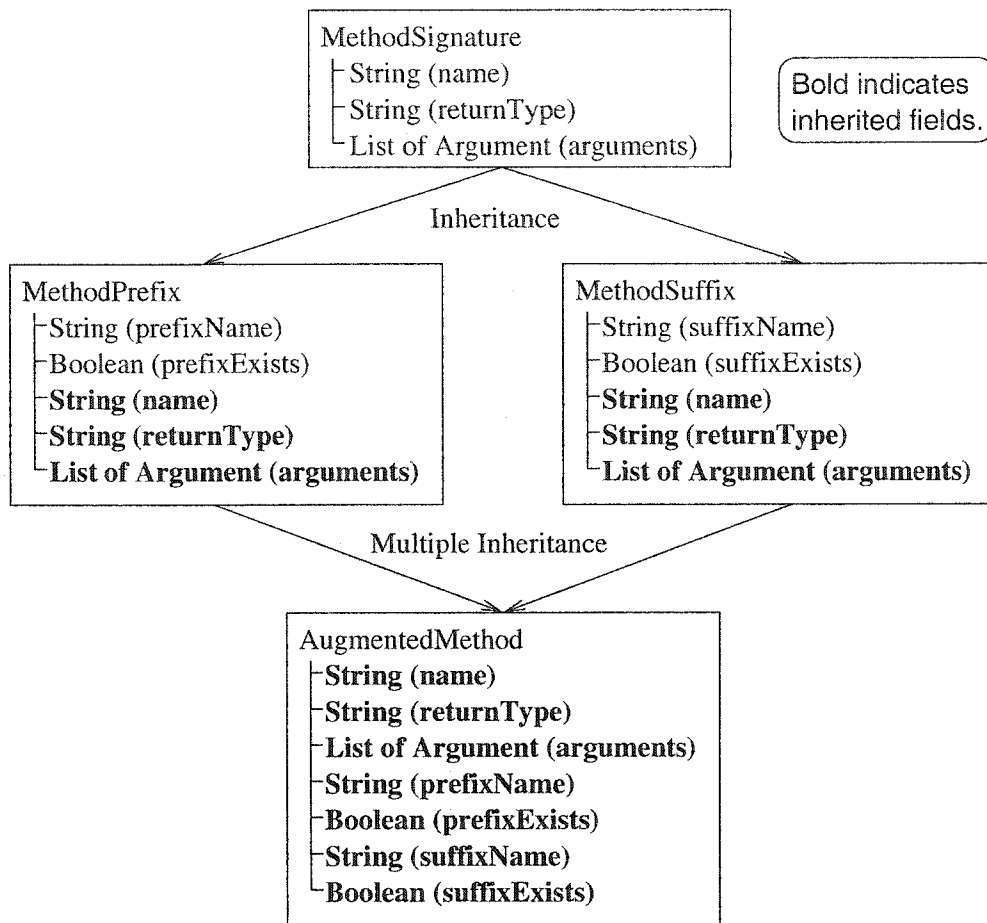 MethodSignature
String (name)
String (returnType)
List of Argument (arguments)
Bold indicates
inherited fields.
Inheritance
MethodPrefix
String (prefixName)
Boolean (prefixExists)
String (name)
String (returnType)
List of Argument (arguments)
MethodSuffix
String (suffixName)
Boolean (suffixExists)
String (name)
String (returnType)
List of Argument (arguments)
Multiple Inheritance
AugmentedMethod
String (name)
String (returnType)
List of Argument (arguments)
String (prefixName)
Boolean (prefixExists)
String (suffixName)
Boolean (suffixExists)